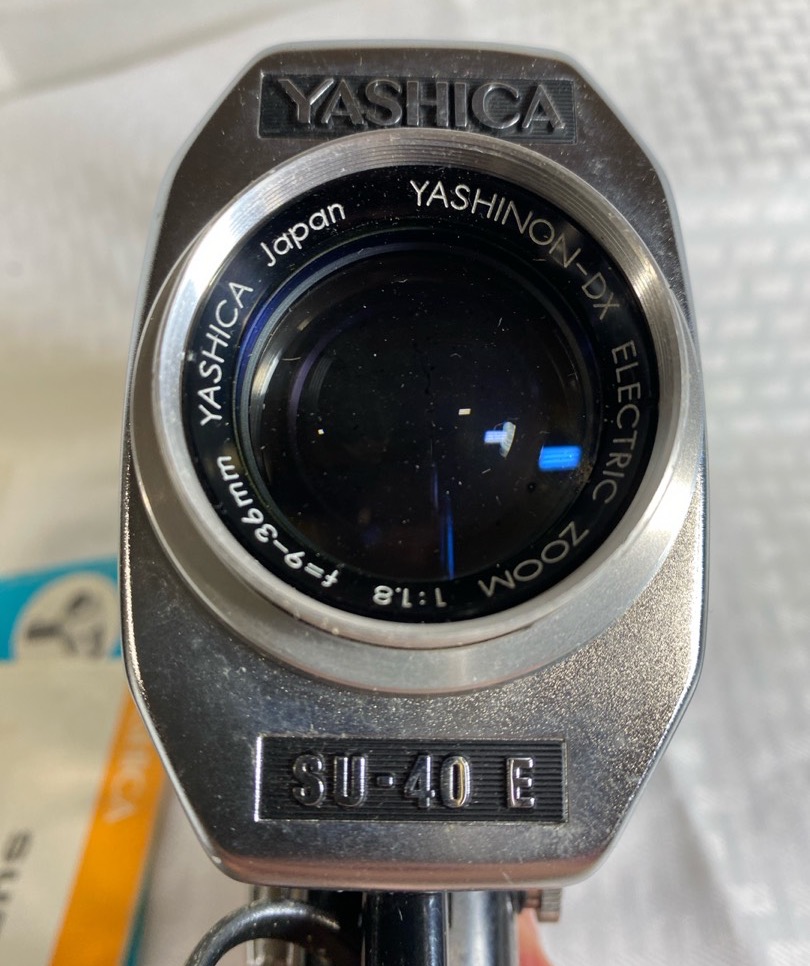 YASHICA
YASHICA Japan YASHINON-DX ELECTRIC ZOOM 1:1.8 f=9-36mm
SU-40 E